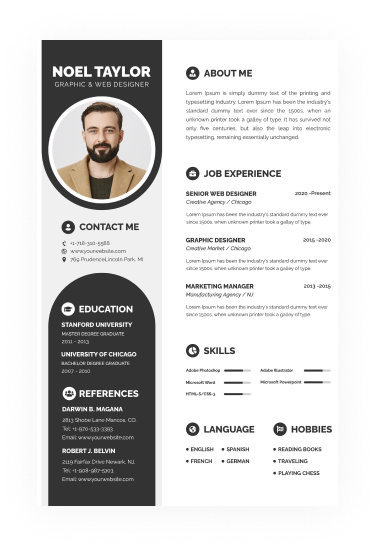 NOEL TAYLOR
GRAPHIC & WEB DESIGNER
CONTACT ME
+1-718-310-5588
www.yourwebsite.com
769 PrudenceLincoln Park, MI
EDUCATION
STANFORD UNIVERSITY
MASTER DEGREE GRADUATE
2011 - 2013
UNIVERSITY OF CHICAGO
BACHELOR DEGREE GRADUATE
2007 - 2010
REFERENCES
DARWIN B. MAGANA
2813 Shobe Lane Mancos, CO
Tel: +1-970-533-3393
Email: www.yourwebsite.com
ROBERT J. BELVIN
2119 Fairfax Drive Newark, NJ
Tel: +1-908-987-5103
Email: www.yourwebsite.com
ABOUT ME
Lorem Ipsum is simply dummy text of the printing and
typesetting industry. Lorem Ipsum has been the industry's
standard dummy text ever since the 1500s, when an
unknown printer took a galley of type. It has survived not
only five centuries, but also the leap into electronic
typesetting, remaining essentially unchanged.
JOB EXPERIENCE
SENIOR WEB DESIGNER 2020 -Present
Creative Agency / Chicago
Lorem Ipsum has been the industry's standard dummy text ever
since the 1500s, when an unknown printer took a galley of type.
GRAPHIC DESIGNER 2015 -2020
Creative Market / Chicago
Lorem Ipsum has been the industry's standard dummy text ever
since the 1500s, when an unknown printer took a galley of type.
MARKETING MANAGER 2013 -2015
Manufacturing Agency / NJ
Lorem Ipsum has been the industry's standard dummy text ever
since the 1500s, when an unknown printer took a galley of type.
SKILLS
Adobe Photoshop Adobe Illustrator
Microsoft Word Microsoft Powerpoint
HTML-5/CSS-3
LANGUAGE
ENGLISH SPANISH
FRENCH GERMAN
HOBBIES
READING BOOKS
TRAVELING
PLAYING CHESS